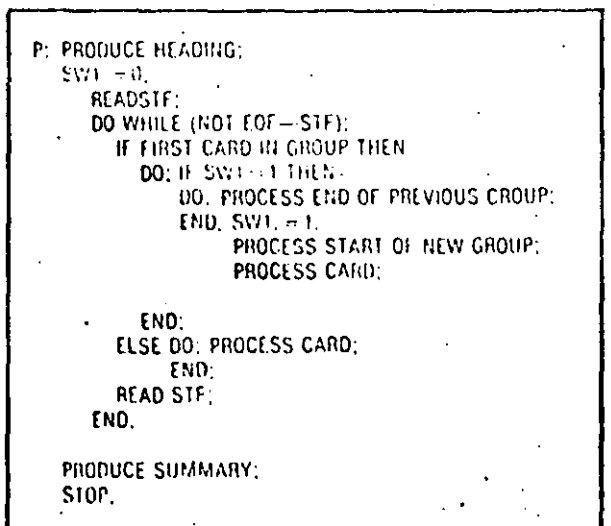 P: PRODUCE HEADING;
SW1 = 0.
READSTF;
DO WHILE (NOT EOF—STF);
IF FIRST CARD IN GROUP THEN
DO; IF SW1 = 1 THEN
DO. PROCESS END OF PREVIOUS GROUP;
END. SW1. = 1.
PROCESS START OF NEW GROUP;
PROCESS CARD;
END;
ELSE DO; PROCESS CARD;
END;
READ STF;
END.
PRODUCE SUMMARY;
STOP.